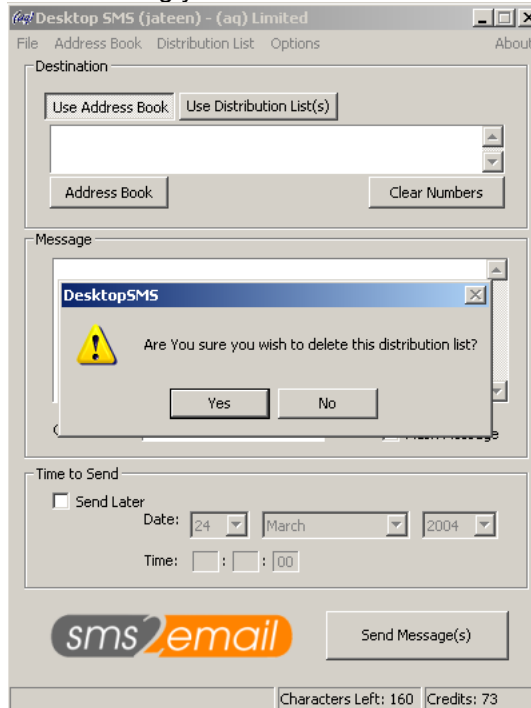 (aq) Desktop SMS (jateen) - (aq) Limited
File Address Book Distribution List Options About
Destination
Use Address Book Use Distribution List(s)
Address Book Clear Numbers
Message
DesktopSMS
Are You sure you wish to delete this distribution list?
Yes No
Time to Send
Send Later
Date: 24 March 2004
Time: : : 00
sms2email Send Message(s)
Characters Left: 160 Credits: 73